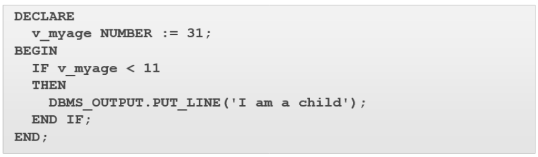 DECLARE
  v_myage NUMBER := 31;
BEGIN
  IF v_myage < 11
  THEN
    DBMS_OUTPUT.PUT_LINE('I am a child');
  END IF;
END;